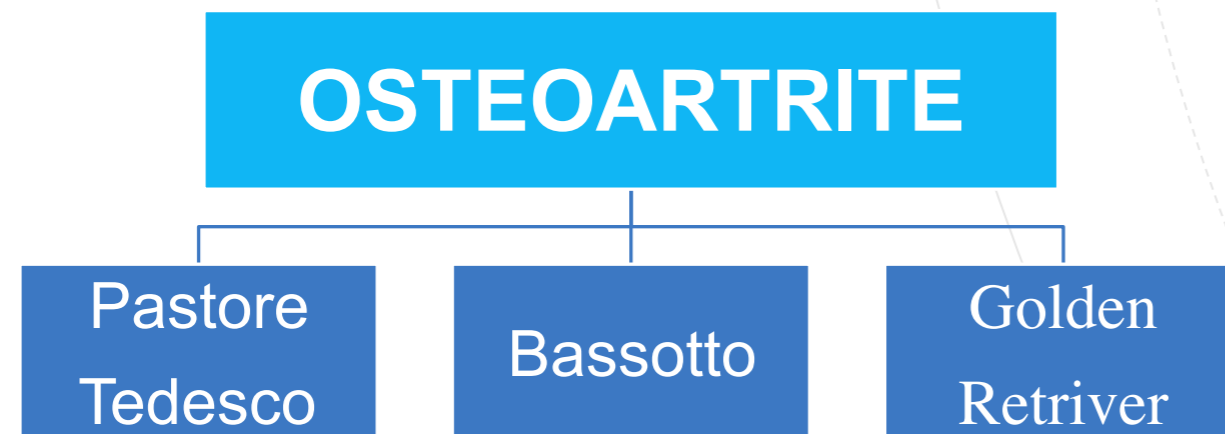 OSTEOARTRITE
Pastore
Tedesco
Bassotto
Golden
Retriver